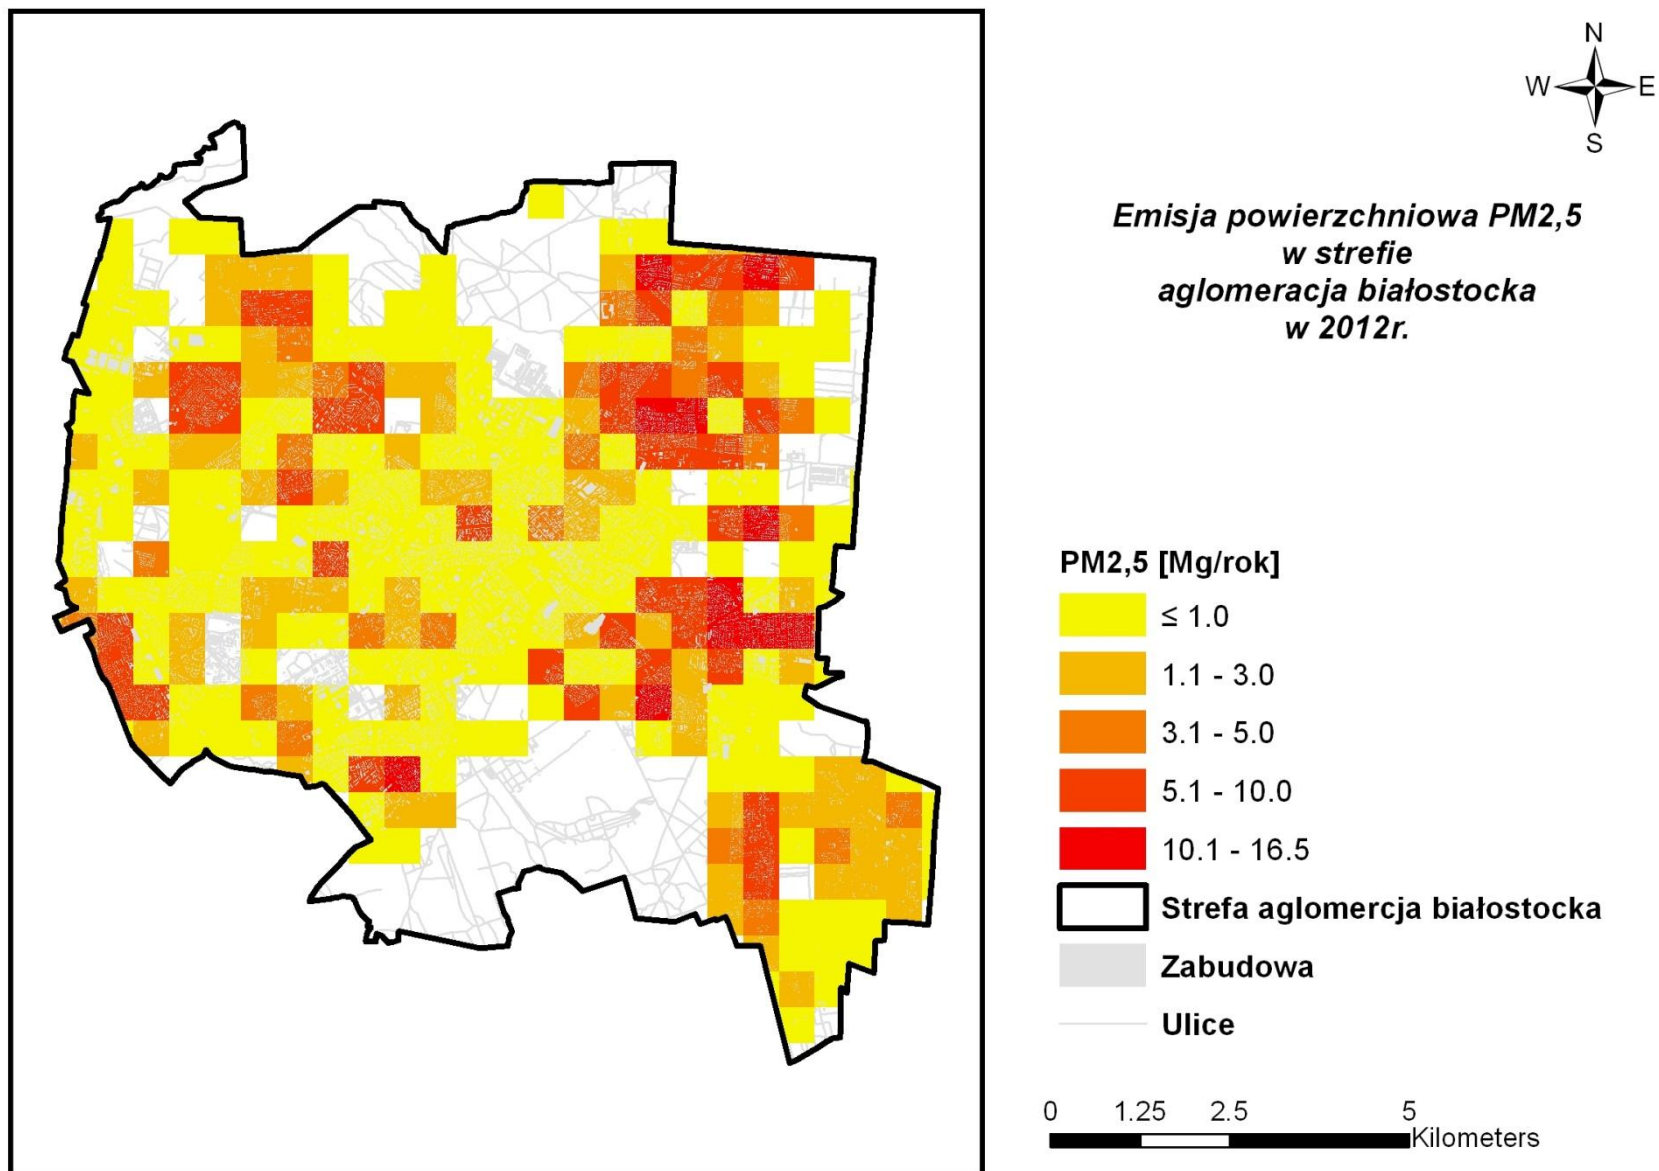 N
W E
S
Emisja powierzchniowa PM2,5
w strefie
aglomeracja białostocka
w 2012r.
PM2,5 [Mg/rok]
≤ 1.0
1.1 - 3.0
3.1 - 5.0
5.1 - 10.0
10.1 - 16.5
Strefa aglomercja białostocka
Zabudowa
Ulice
0 1.25 2.5 5
Kilometers